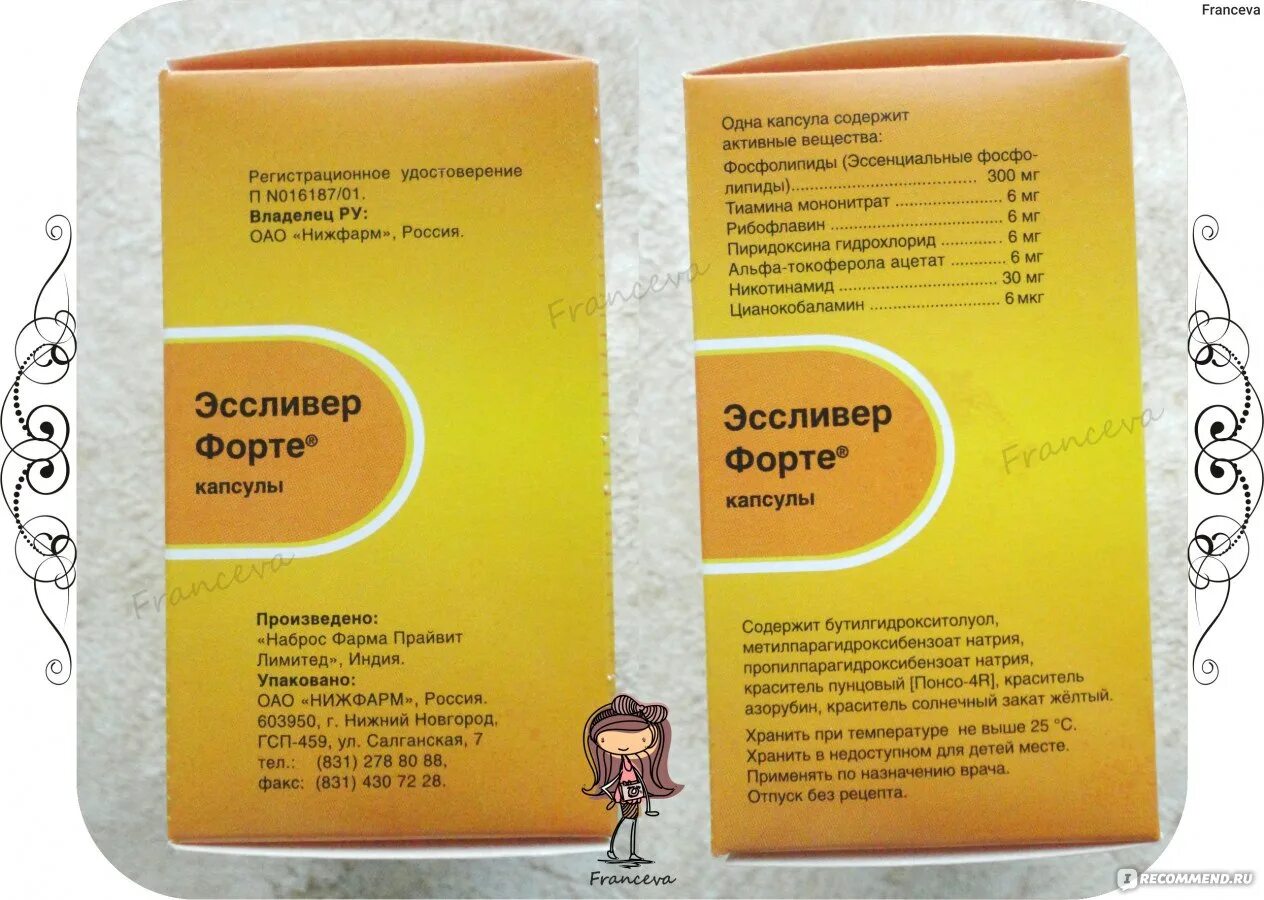 Franceva
Регистрационное удостоверение
П N016187/01.
Владелец РУ:
ОАО «Нижфарм», Россия.
Эссливер
Форте®
капсулы
Произведено:
«Наброс Фарма Прайвит
Лимитед», Индия.
Упаковано:
ОАО «НИЖФАРМ», Россия.
603950, г. Нижний Новгород,
ГСП-459, ул. Салганская, 7
тел.: (831) 278 80 88,
факс: (831) 430 72 28.
Franceva
Franceva
Одна капсула содержит
активные вещества:
Фосфолипиды (Эссенциальные фосфо-
липиды)............................ 300 мг
Тиамина мононитрат ................ 6 мг
Рибофлавин ........................... 6 мг
Пиридоксина гидрохлорид ............ 6 мг
Альфа-токоферола ацетат ........... 6 мг
Никотинамид ........................ 30 мг
Цианокобаламин .................... 6 мкг
Эссливер
Форте®
капсулы
Franceva
Содержит бутилгидрокситолуол,
метилпарагидроксибензоат натрия,
пропилпарагидроксибензоат натрия,
краситель пунцовый [Понсо-4R], краситель
азорубин, краситель солнечный закат жёлтый.
Хранить при температуре не выше 25 °C.
Хранить в недоступном для детей месте.
Применять по назначению врача.
Отпуск без рецепта.
Franceva
IRECOMMEND.RU